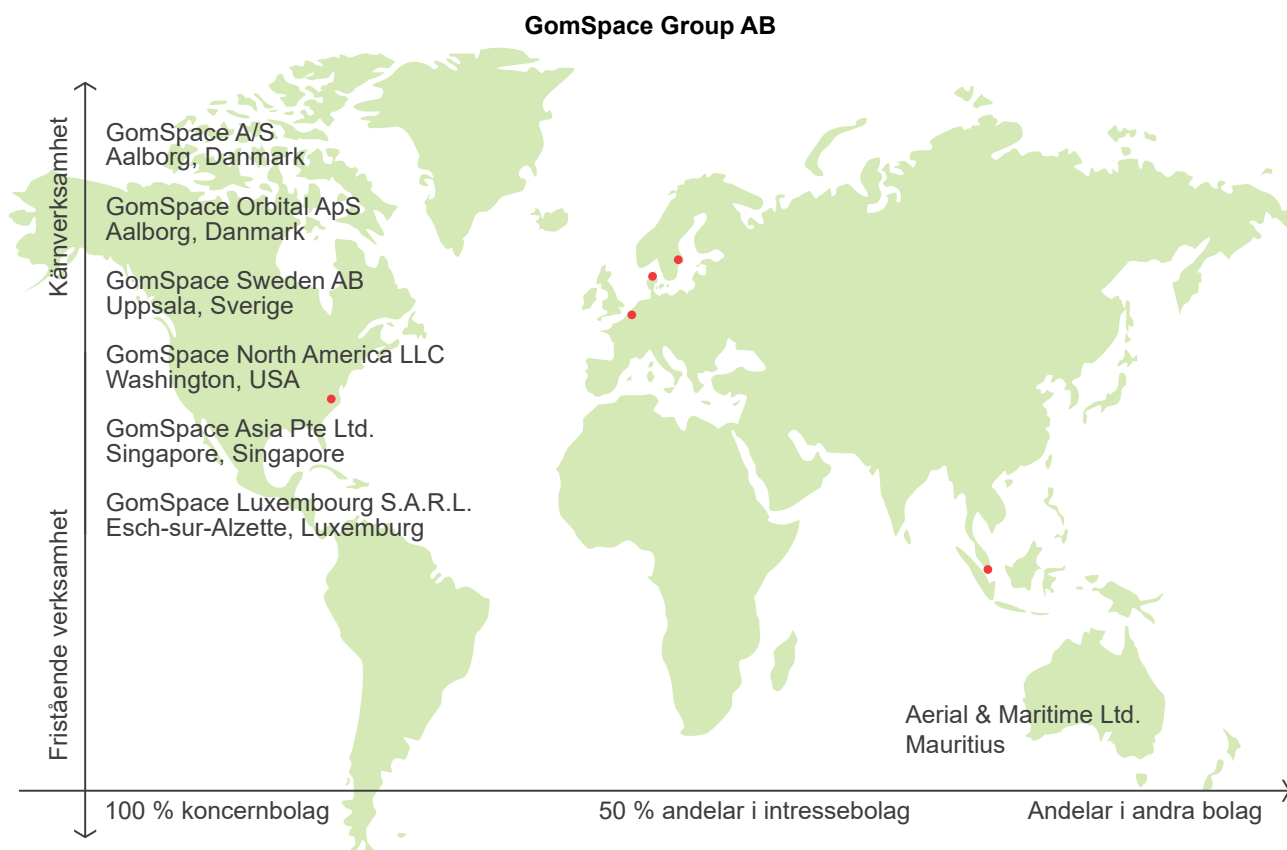 GomSpace Group AB
Kärnverksamhet
GomSpace A/S
Aalborg, Danmark
GomSpace Orbital ApS
Aalborg, Danmark
GomSpace Sweden AB
Uppsala, Sverige
GomSpace North America LLC
Washington, USA
GomSpace Asia Pte Ltd.
Singapore, Singapore
GomSpace Luxembourg S.A.R.L.
Esch-sur-Alzette, Luxemburg
Fristående verksamhet
Aerial & Maritime Ltd.
Mauritius
100 % koncernbolag
50 % andelar i intressebolag
Andelar i andra bolag